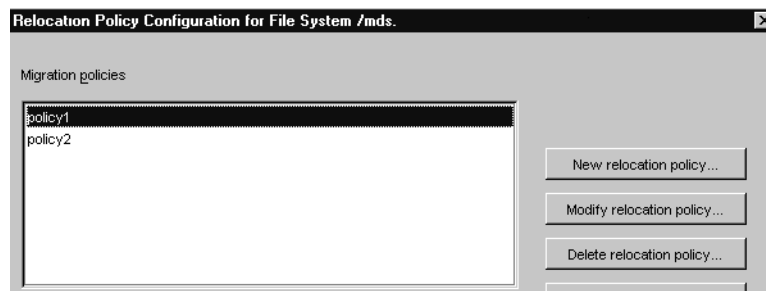 Relocation Policy Configuration for File System /mds.
Migration policies
policy1
policy2
New relocation policy...
Modify relocation policy...
Delete relocation policy...